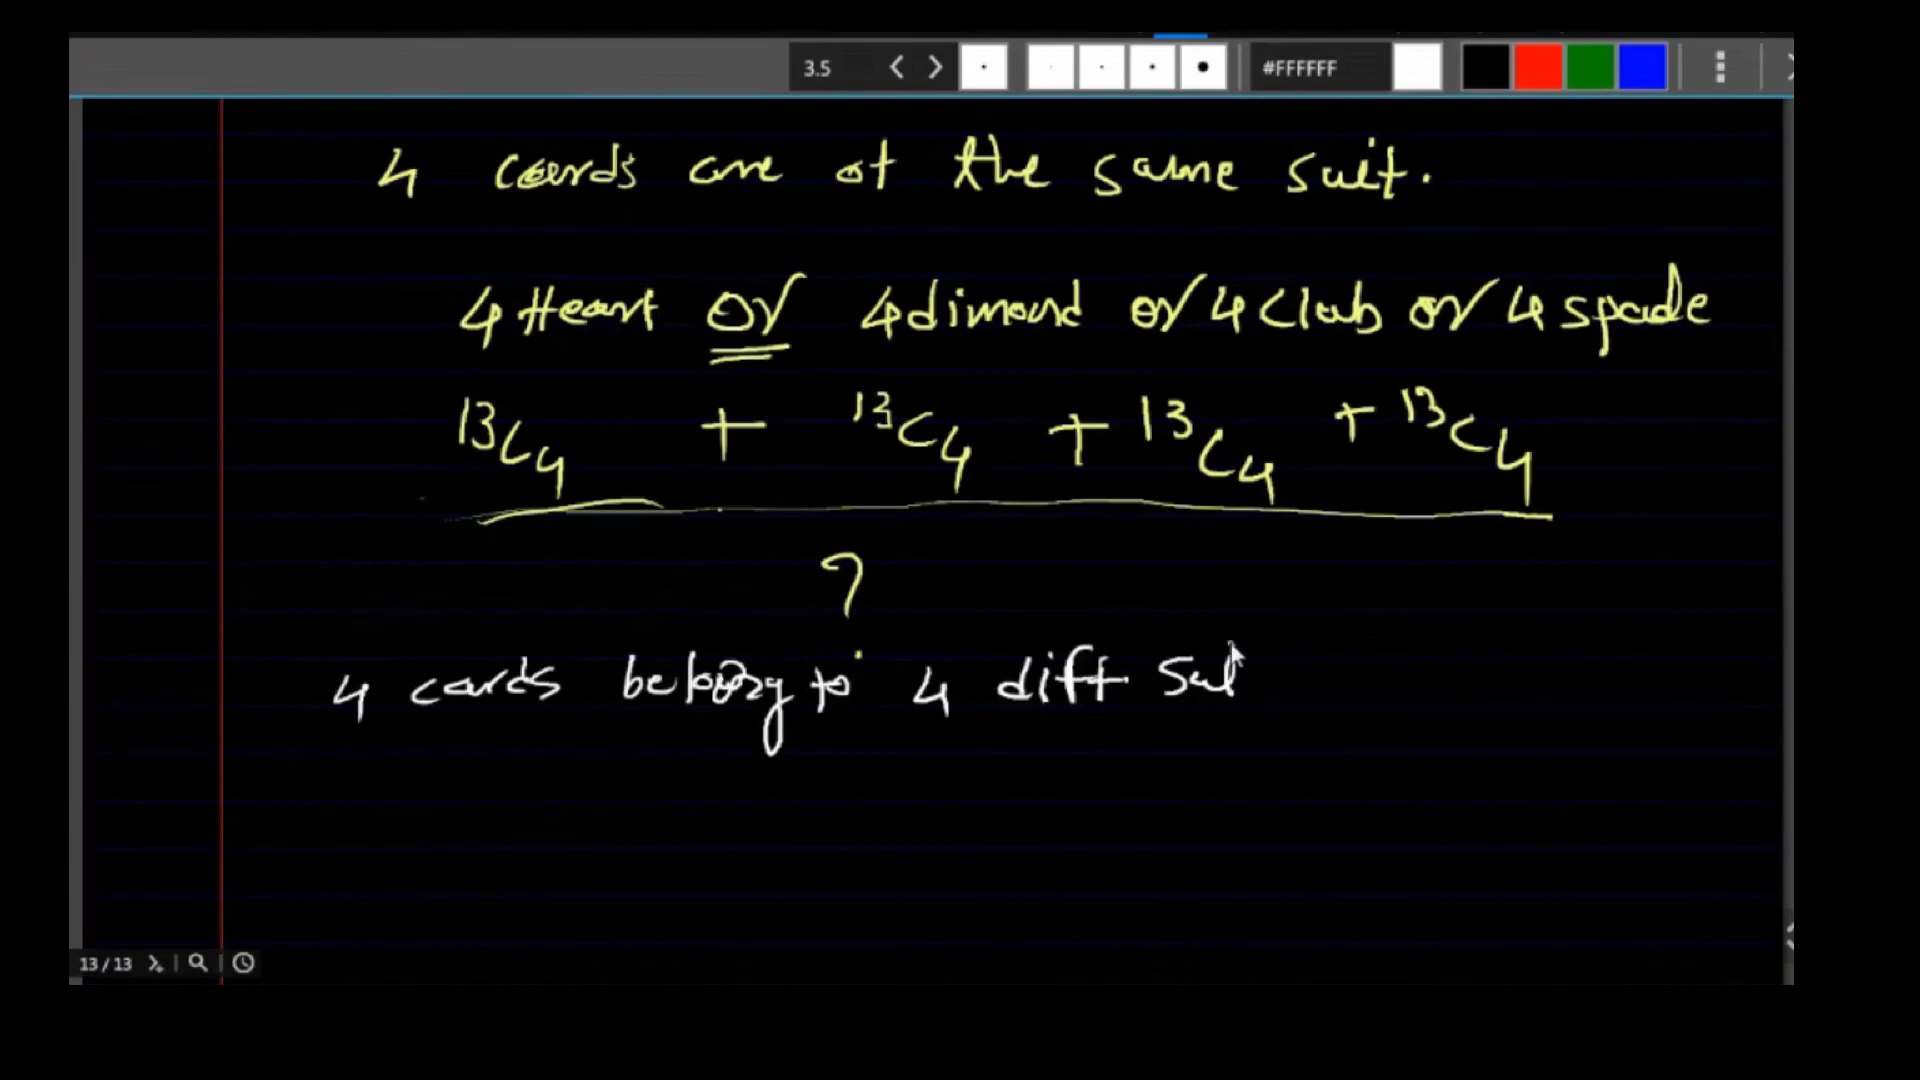 3.5 #FFFFFF
4 cards are of the same suit.
4 Heart or 4 dimond or 4 club or 4 spade
¹³C₄ + ¹³C₄ + ¹³C₄ + ¹³C₄
?
4 cards belong to 4 diff sui
13 / 13